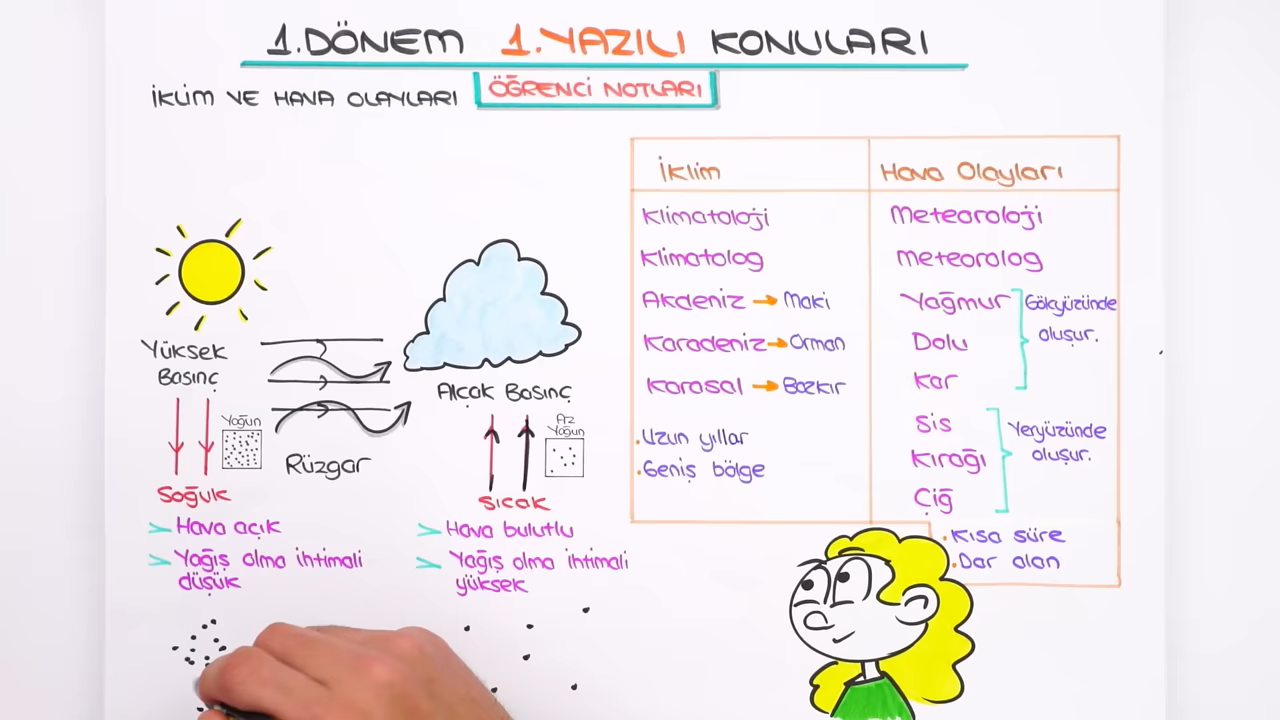 1.DÖNEM 1.YAZILI KONULARI
İKLİM VE HAVA OLAYLARI
ÖĞRENCİ NOTLARI
Yüksek
Basınç
Yoğun
Soğuk
Hava açık
Yağış olma ihtimali
düşük
Rüzgar
Alçak Basınç
Az
Yoğun
Sıcak
Hava bulutlu
Yağış olma ihtimali
yüksek
İklim
Klimatoloji
Klimatolog
Akdeniz → Maki
Karadeniz → Orman
Karasal → Bozkır
.Uzun yıllar
.Geniş bölge
Hava Olayları
Meteoroloji
Meteorolog
Yağmur
Dolu
Kar
Gökyüzünde
oluşur.
Sis
Kırağı
Çiğ
Yeryüzünde
oluşur.
.Kısa süre
.Dar alan